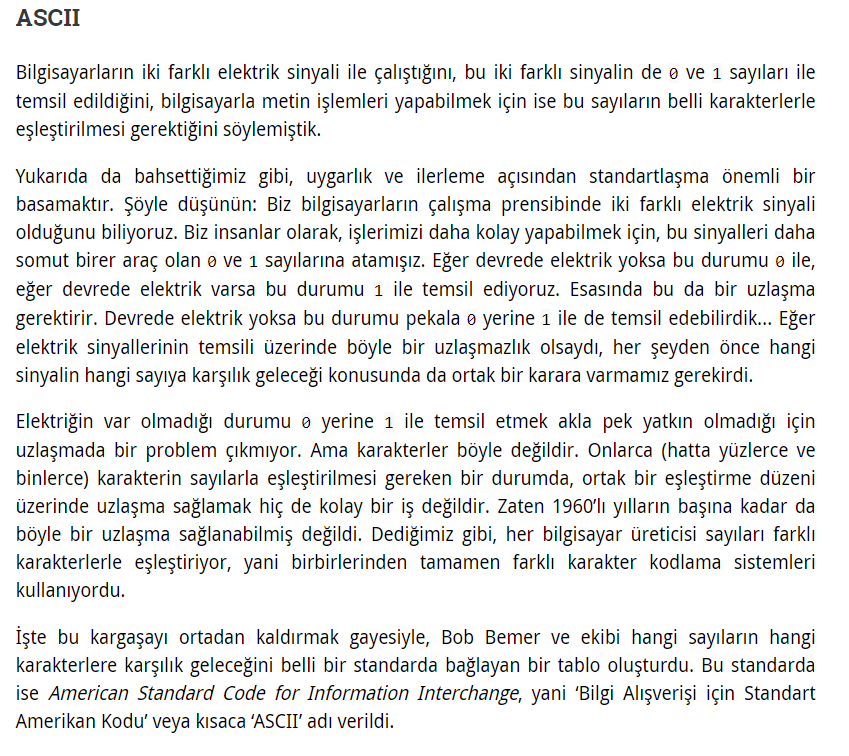 ASCII
Bilgisayarların iki farklı elektrik sinyali ile çalıştığını, bu iki farklı sinyalin de 0 ve 1 sayıları ile
temsil edildiğini, bilgisayarla metin işlemleri yapabilmek için ise bu sayıların belli karakterlerle
eşleştirilmesi gerektiğini söylemiştik.
Yukarıda da bahsettiğimiz gibi, uygarlık ve ilerleme açısından standartlaşma önemli bir
basamaktır. Şöyle düşünün: Biz bilgisayarların çalışma prensibinde iki farklı elektrik sinyali
olduğunu biliyoruz. Biz insanlar olarak, işlerimizi daha kolay yapabilmek için, bu sinyalleri daha
somut birer araç olan 0 ve 1 sayılarına atamışız. Eğer devrede elektrik yoksa bu durumu 0 ile,
eğer devrede elektrik varsa bu durumu 1 ile temsil ediyoruz. Esasında bu da bir uzlaşma
gerektirir. Devrede elektrik yoksa bu durumu pekala 0 yerine 1 ile de temsil edebilirdik... Eğer
elektrik sinyallerinin temsili üzerinde böyle bir uzlaşmazlık olsaydı, her şeyden önce hangi
sinyalin hangi sayıya karşılık geleceği konusunda da ortak bir karara varmamız gerekirdi.
Elektriğin var olmadığı durumu 0 yerine 1 ile temsil etmek akla pek yatkın olmadığı için
uzlaşmada bir problem çıkmıyor. Ama karakterler böyle değildir. Onlarca (hatta yüzlerce ve
binlerce) karakterin sayılarla eşleştirilmesi gereken bir durumda, ortak bir eşleştirme düzeni
üzerinde uzlaşma sağlamak hiç de kolay bir iş değildir. Zaten 1960’lı yılların başına kadar da
böyle bir uzlaşma sağlanabilmiş değildi. Dediğimiz gibi, her bilgisayar üreticisi sayıları farklı
karakterlerle eşleştiriyor, yani birbirlerinden tamamen farklı karakter kodlama sistemleri
kullanıyordu.
İşte bu kargaşayı ortadan kaldırmak gayesiyle, Bob Bemer ve ekibi hangi sayıların hangi
karakterlere karşılık geleceğini belli bir standarda bağlayan bir tablo oluşturdu. Bu standarda
ise American Standard Code for Information Interchange, yani ‘Bilgi Alışverişi için Standart
Amerikan Kodu’ veya kısaca ‘ASCII’ adı verildi.